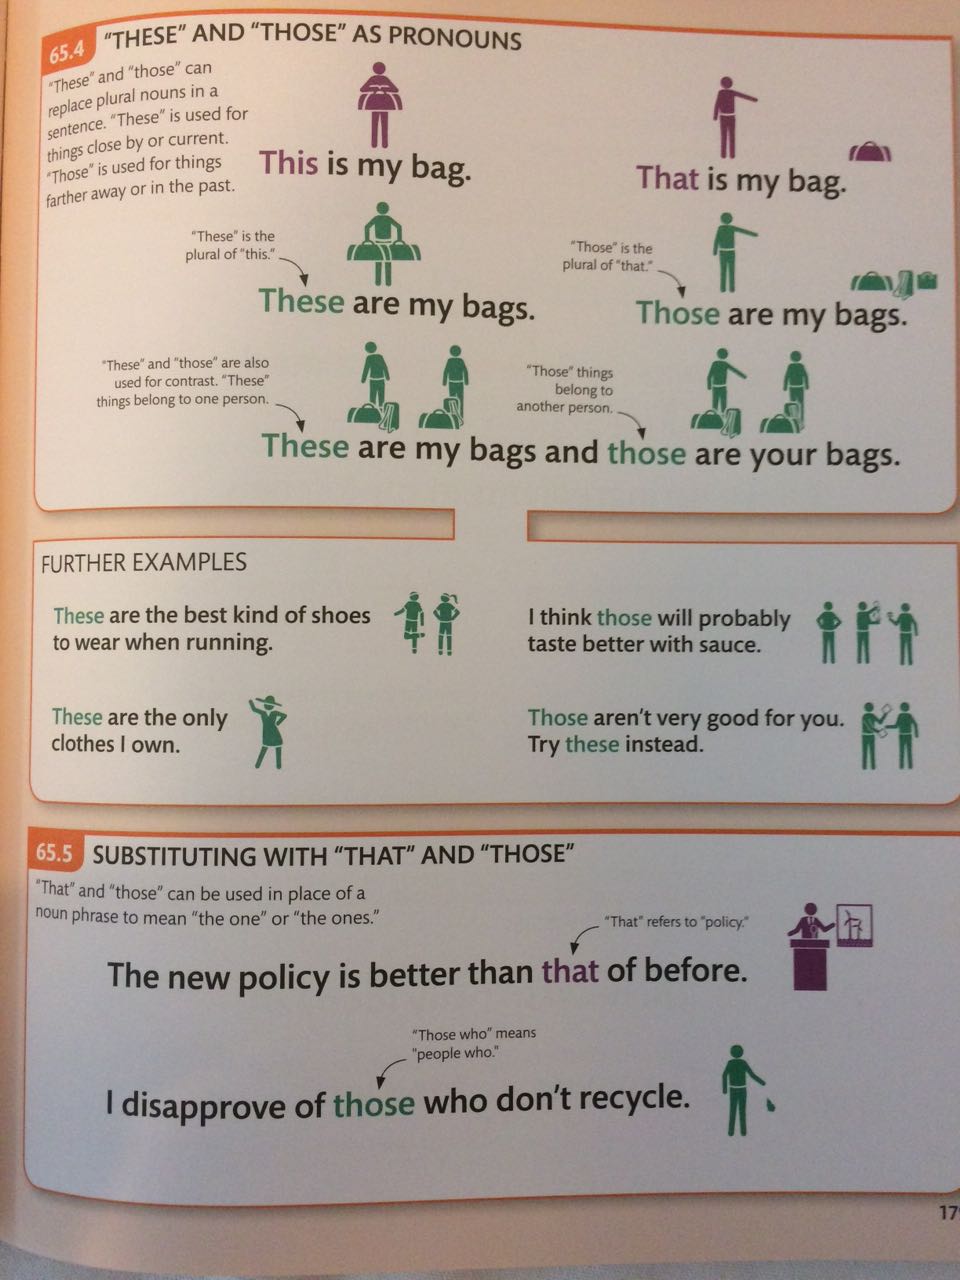 65.4 "THESE" AND "THOSE" AS PRONOUNS
"These" and "those" can
replace plural nouns in a
sentence. "These" is used for
things close by or current.
"Those" is used for things
farther away or in the past.
This is my bag.
That is my bag.
"These" is the
plural of "this."
These are my bags.
"Those" is the
plural of "that."
Those are my bags.
"These" and "those" are also
used for contrast. "These"
things belong to one person.
"Those" things
belong to
another person.
These are my bags and those are your bags.
FURTHER EXAMPLES
These are the best kind of shoes
to wear when running.
I think those will probably
taste better with sauce.
These are the only
clothes I own.
Those aren't very good for you.
Try these instead.
65.5 SUBSTITUTING WITH "THAT" AND "THOSE"
"That" and "those" can be used in place of a
noun phrase to mean "the one" or "the ones."
"That" refers to "policy."
The new policy is better than that of before.
"Those who" means
"people who."
I disapprove of those who don't recycle.